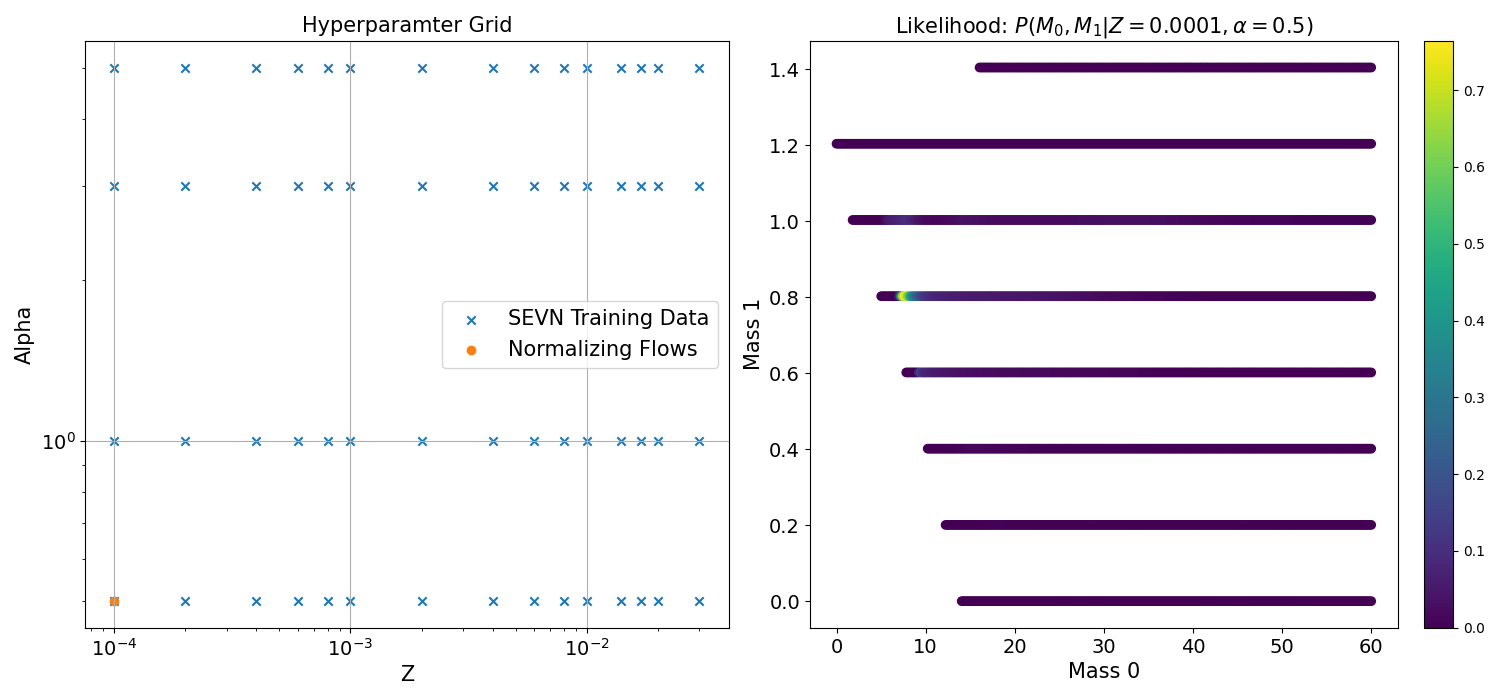 Hyperparamter Grid
Alpha
10⁰
SEVN Training Data
Normalizing Flows
10⁻⁴ 10⁻³ 10⁻²
Z
Likelihood: P(M₀, M₁|Z = 0.0001, α = 0.5)
Mass 1
1.4
1.2
1.0
0.8
0.6
0.4
0.2
0.0
0 10 20 30 40 50 60
Mass 0
0.7
0.6
0.5
0.4
0.3
0.2
0.1
0.0